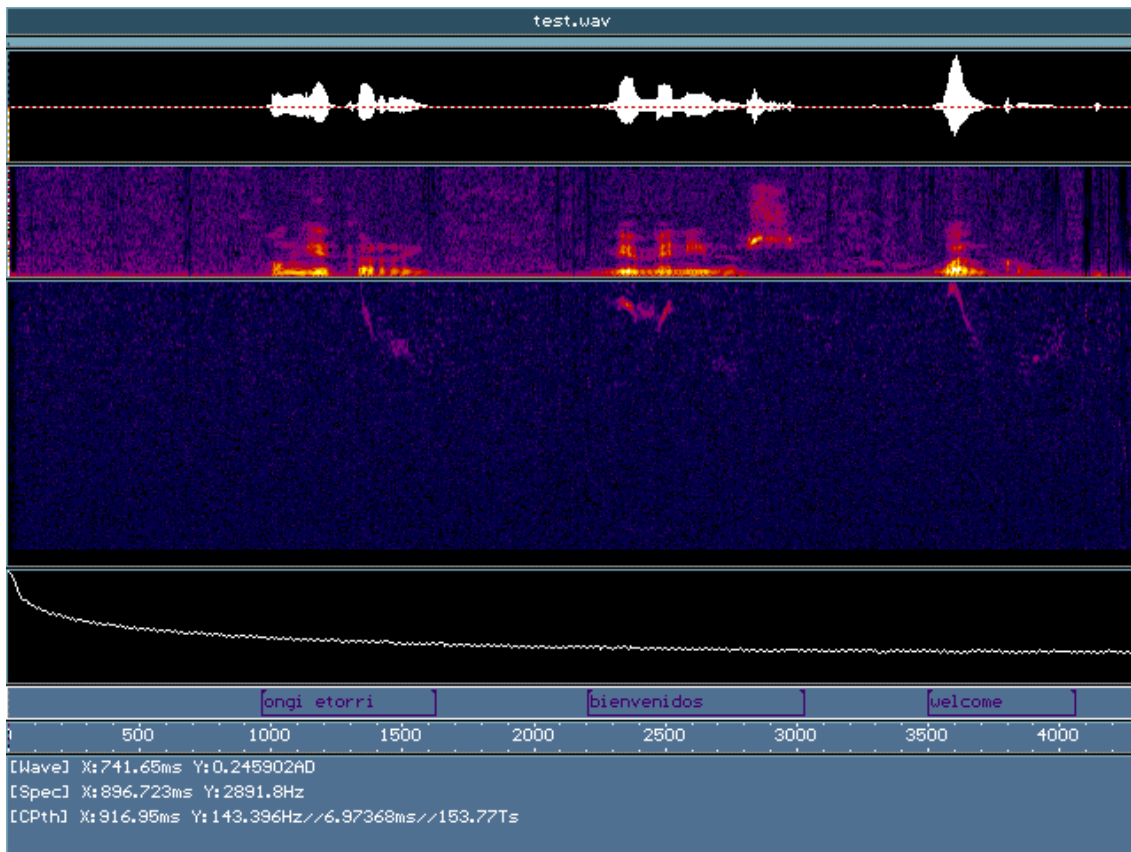 test.wav
ongi etorri bienvenidos welcome
500 1000 1500 2000 2500 3000 3500 4000
[Wave] X:741.65ms Y:0.245902AD
[Spec] X:896.723ms Y:2891.8Hz
[CPth] X:916.95ms Y:143.396Hz//6.97368ms//153.77Ts